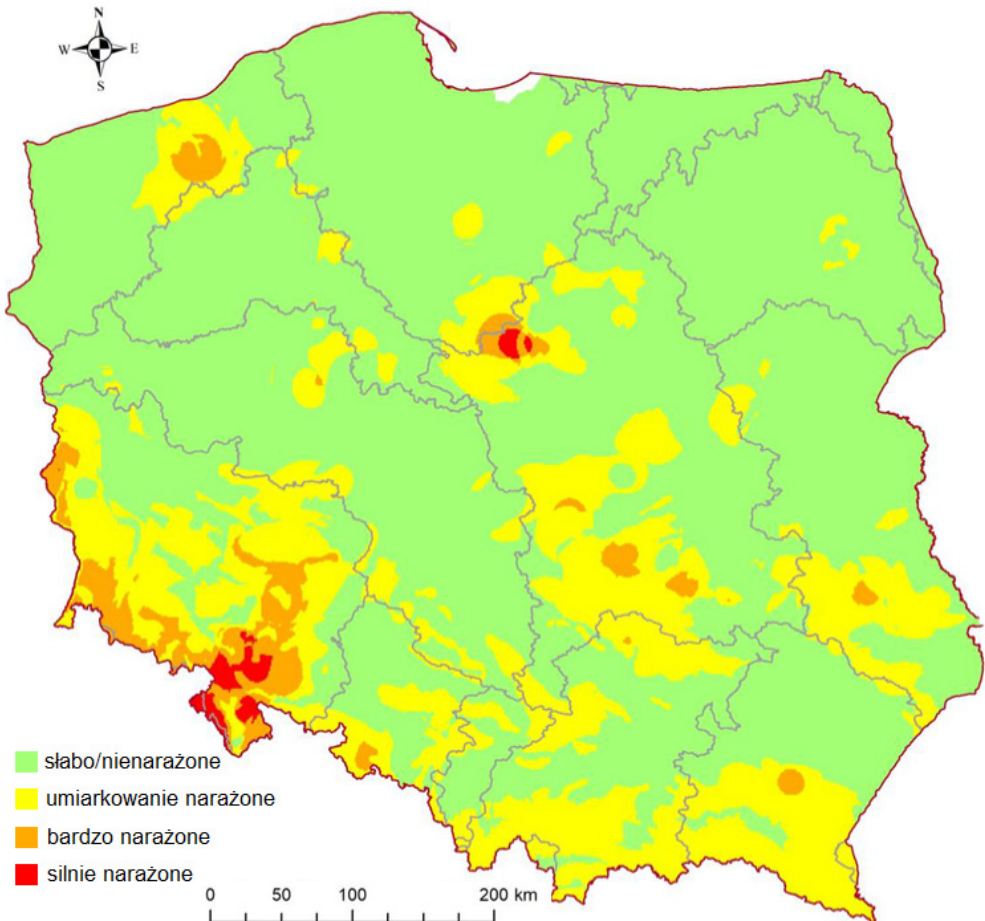 N
W E
S
słabo/nienarażone
umiarkowanie narażone
bardzo narażone
silnie narażone
0 50 100 200 km